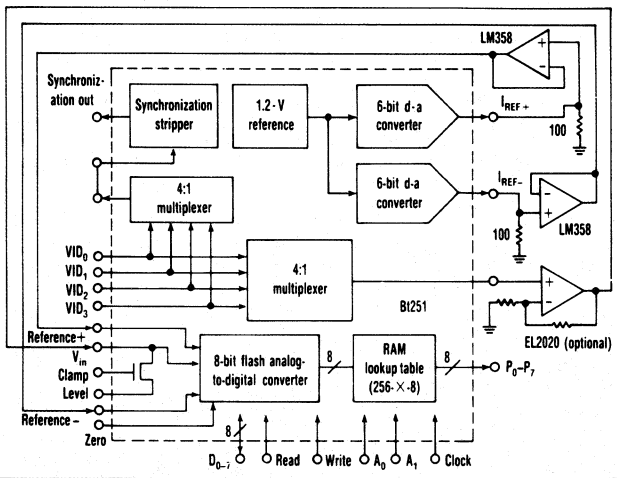 LM358
Synchroniz-
ation out
Synchronization
stripper
1.2-V
reference
6-bit d-a
converter
IREF+
100
4:1
multiplexer
6-bit d-a
converter
IREF-
100
LM358
VID0
VID1
VID2
VID3
4:1
multiplexer
Bt251
EL2020 (optional)
Reference+
Vin
Clamp
Level
Reference-
Zero
8-bit flash analog-
to-digital converter
8
RAM
lookup table
(256-×-8)
8
P0-P7
8
D0-7
Read
Write
A0
A1
Clock